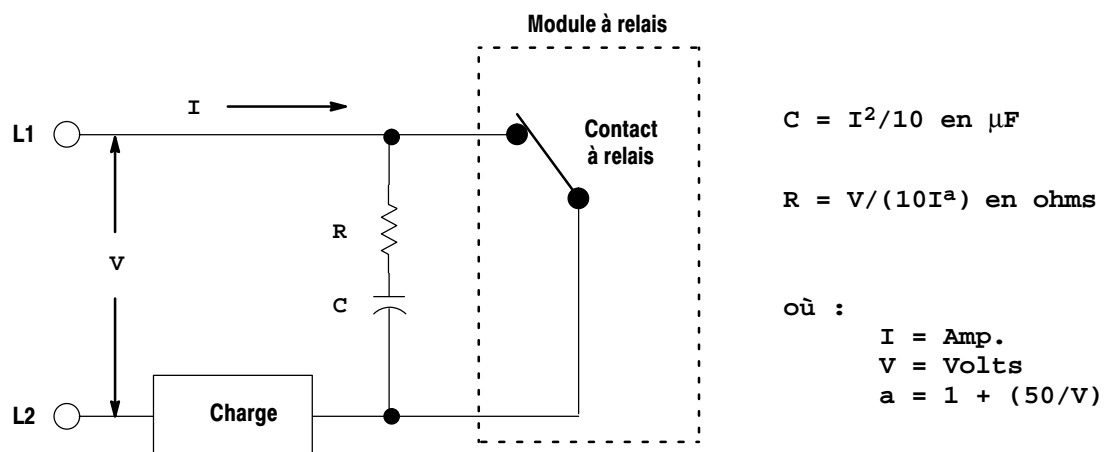 Module à relais
I
L1
Contact
à relais
R
V
C
L2
Charge
C = I²/10 en μF
R = V/(10Iᵃ) en ohms
où :
I = Amp.
V = Volts
a = 1 + (50/V)